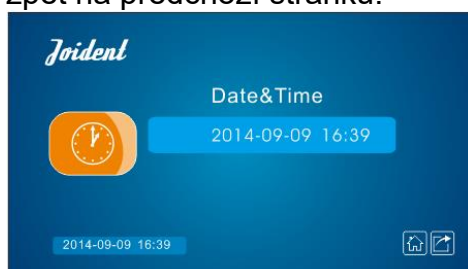 zpět na předchozí stránku.
Joident
Date&Time
2014-09-09 16:39
2014-09-09 16:39